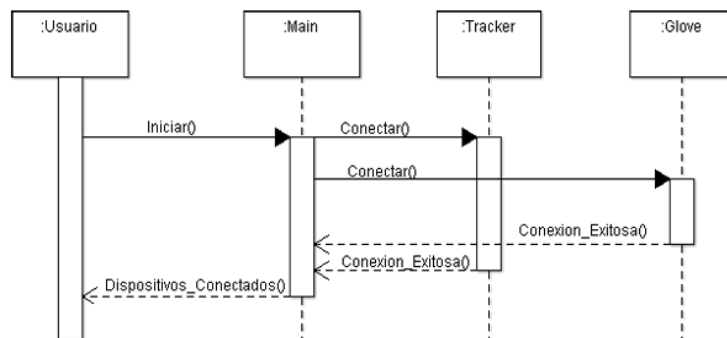 :Usuario
:Main
:Tracker
:Glove
Iniciar()
Conectar()
Conectar()
Conexion_Exitosa()
Conexion_Exitosa()
Dispositivos_Conectados()